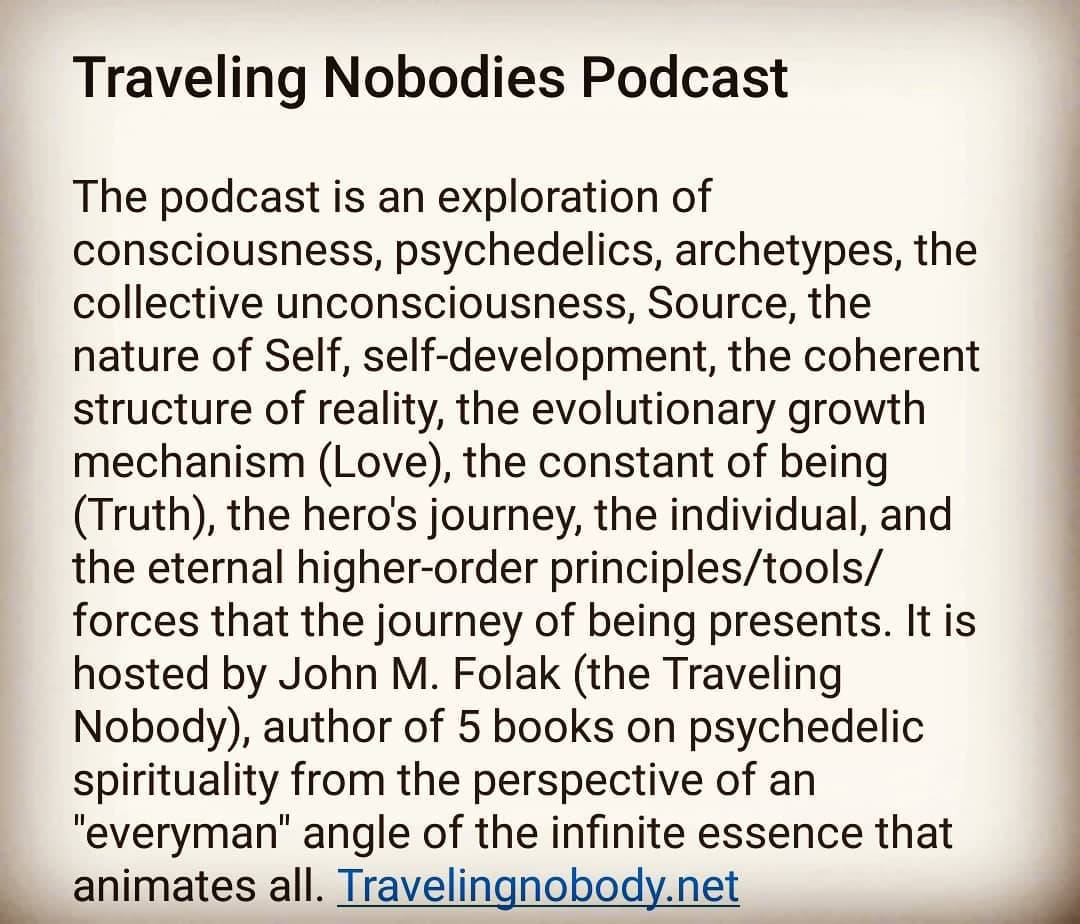 Traveling Nobodies Podcast
The podcast is an exploration of
consciousness, psychedelics, archetypes, the
collective unconsciousness, Source, the
nature of Self, self-development, the coherent
structure of reality, the evolutionary growth
mechanism (Love), the constant of being
(Truth), the hero's journey, the individual, and
the eternal higher-order principles/tools/
forces that the journey of being presents. It is
hosted by John M. Folak (the Traveling
Nobody), author of 5 books on psychedelic
spirituality from the perspective of an
"everyman" angle of the infinite essence that
animates all. Travelingnobody.net